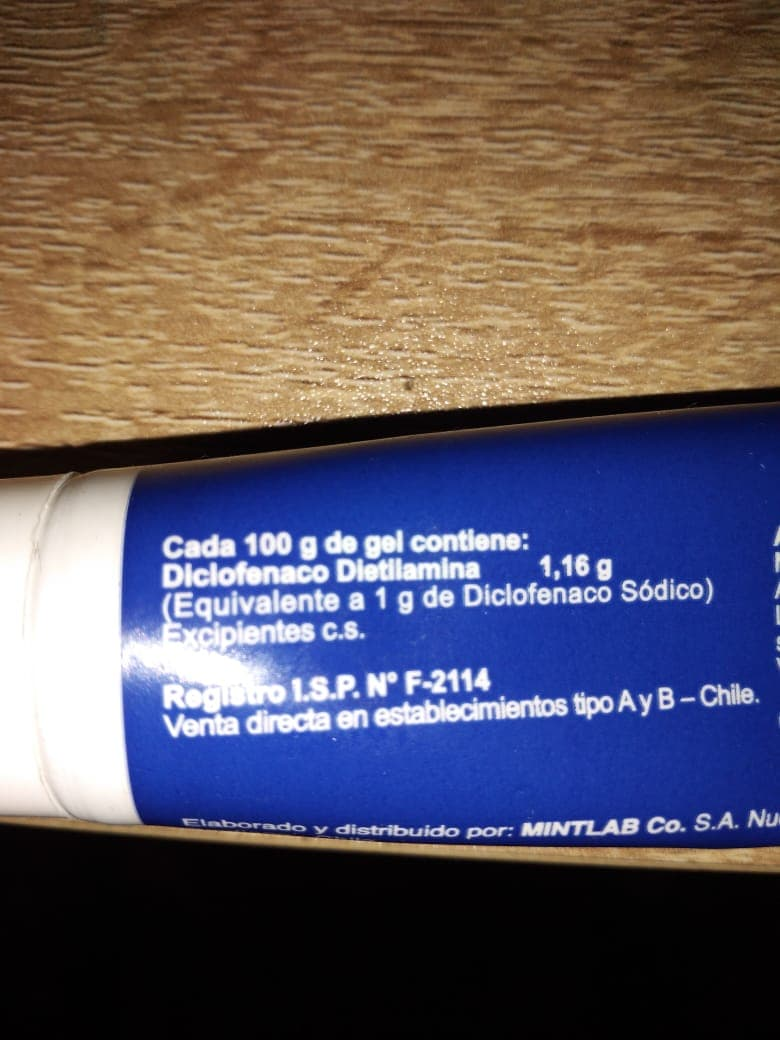 Cada 100 g de gel contiene:
Diclofenaco Dietilamina 1,16 g
(Equivalente a 1 g de Diclofenaco Sódico)
Excipientes c.s.
Registro I.S.P. N° F-2114
Venta directa en establecimientos tipo A y B – Chile.
Elaborado y distribuido por: MINTLAB Co. S.A.